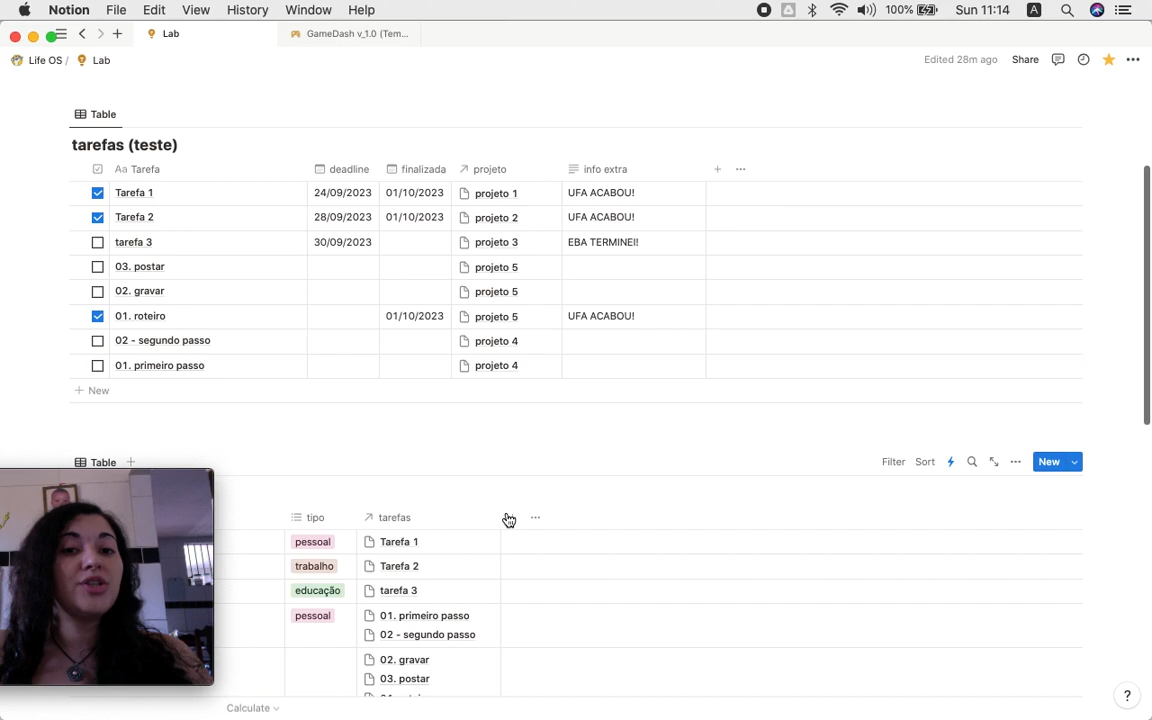 Notion File Edit View History Window Help 100% Sun 11:14 A
Lab GameDash v_1.0 (Tem...
Life OS / Lab Edited 28m ago Share
Table
tarefas (teste)
Aa Tarefa deadline finalizada projeto info extra
Tarefa 1 24/09/2023 01/10/2023 projeto 1 UFA ACABOU!
Tarefa 2 28/09/2023 01/10/2023 projeto 2 UFA ACABOU!
tarefa 3 30/09/2023 projeto 3 EBA TERMINEI!
03. postar projeto 5
02. gravar projeto 5
01. roteiro 01/10/2023 projeto 5 UFA ACABOU!
02 - segundo passo projeto 4
01. primeiro passo projeto 4
+ New
Table + Filter Sort New
tipo tarefas
pessoal Tarefa 1
trabalho Tarefa 2
educação tarefa 3
pessoal 01. primeiro passo
02 - segundo passo
02. gravar
03. postar
Calculate ?